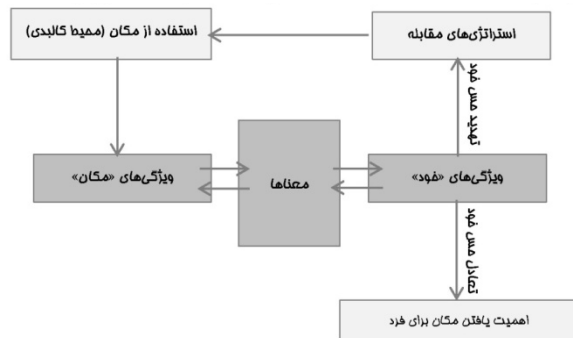 استراتژی‌های مقابله
استفاده از مکان (محیط کالبدی)
تهدید حس خود
ویژگی‌های «خود»
معناها
ویژگی‌های «مکان»
تعادل حس خود
اهمیت یافتن مکان برای فرد